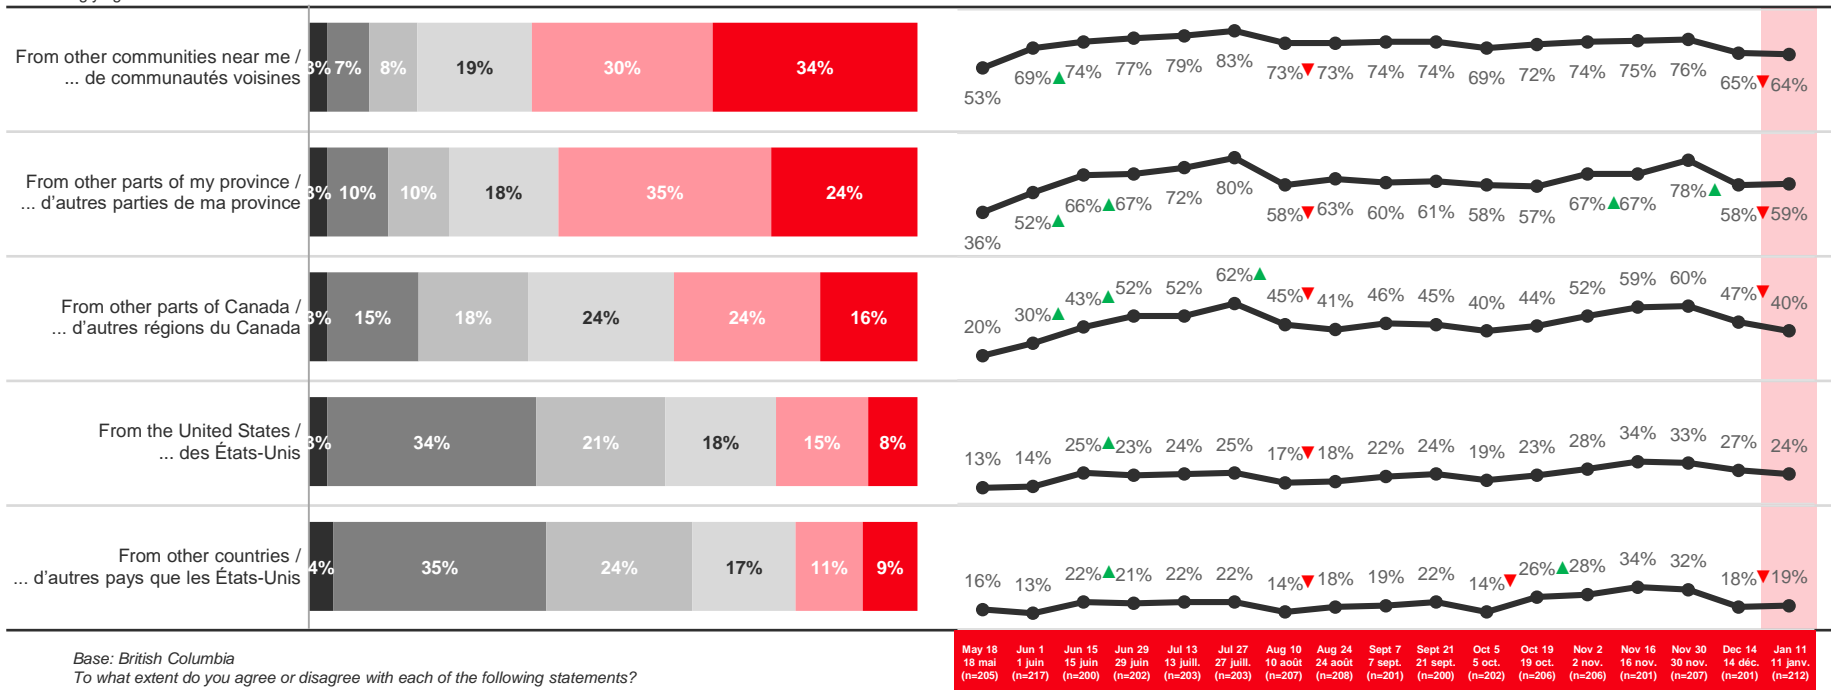 From other communities near me /
... de communautés voisines
3% 7% 8% 19% 30% 34%
53% 69% 74% 77% 79% 83% 73% 73% 74% 74% 69% 72% 74% 75% 76% 65% 64%
From other parts of my province /
... d'autres parties de ma province
3% 10% 10% 18% 35% 24%
36% 52% 66% 67% 72% 80% 58% 63% 60% 61% 58% 57% 67% 67% 78% 58% 59%
From other parts of Canada /
... d'autres régions du Canada
3% 15% 18% 24% 24% 16%
20% 30% 43% 52% 52% 62% 45% 41% 46% 45% 40% 44% 52% 59% 60% 47% 40%
From the United States /
... des États-Unis
3% 34% 21% 18% 15% 8%
13% 14% 25% 23% 24% 25% 17% 18% 22% 24% 19% 23% 28% 34% 33% 27% 24%
From other countries /
... d'autres pays que les États-Unis
4% 35% 24% 17% 11% 9%
16% 13% 22% 21% 22% 22% 14% 18% 19% 22% 14% 26% 28% 34% 32% 18% 19%
May 18 Jun 1 Jun 15 Jun 29 Jul 13 Jul 27 Aug 10 Aug 24 Sept 7 Sept 21 Oct 5 Oct 19 Nov 2 Nov 16 Nov 30 Dec 14 Jan 11
18 mai 1 juin 15 juin 29 juin 13 juill. 27 juill. 10 août 24 août 7 sept. 21 sept. 5 oct. 19 oct. 2 nov. 16 nov. 30 nov. 14 déc. 11 janv.
(n=205) (n=217) (n=200) (n=202) (n=203) (n=203) (n=207) (n=208) (n=201) (n=200) (n=202) (n=206) (n=206) (n=201) (n=207) (n=201) (n=212)
Base: British Columbia
To what extent do you agree or disagree with each of the following statements?